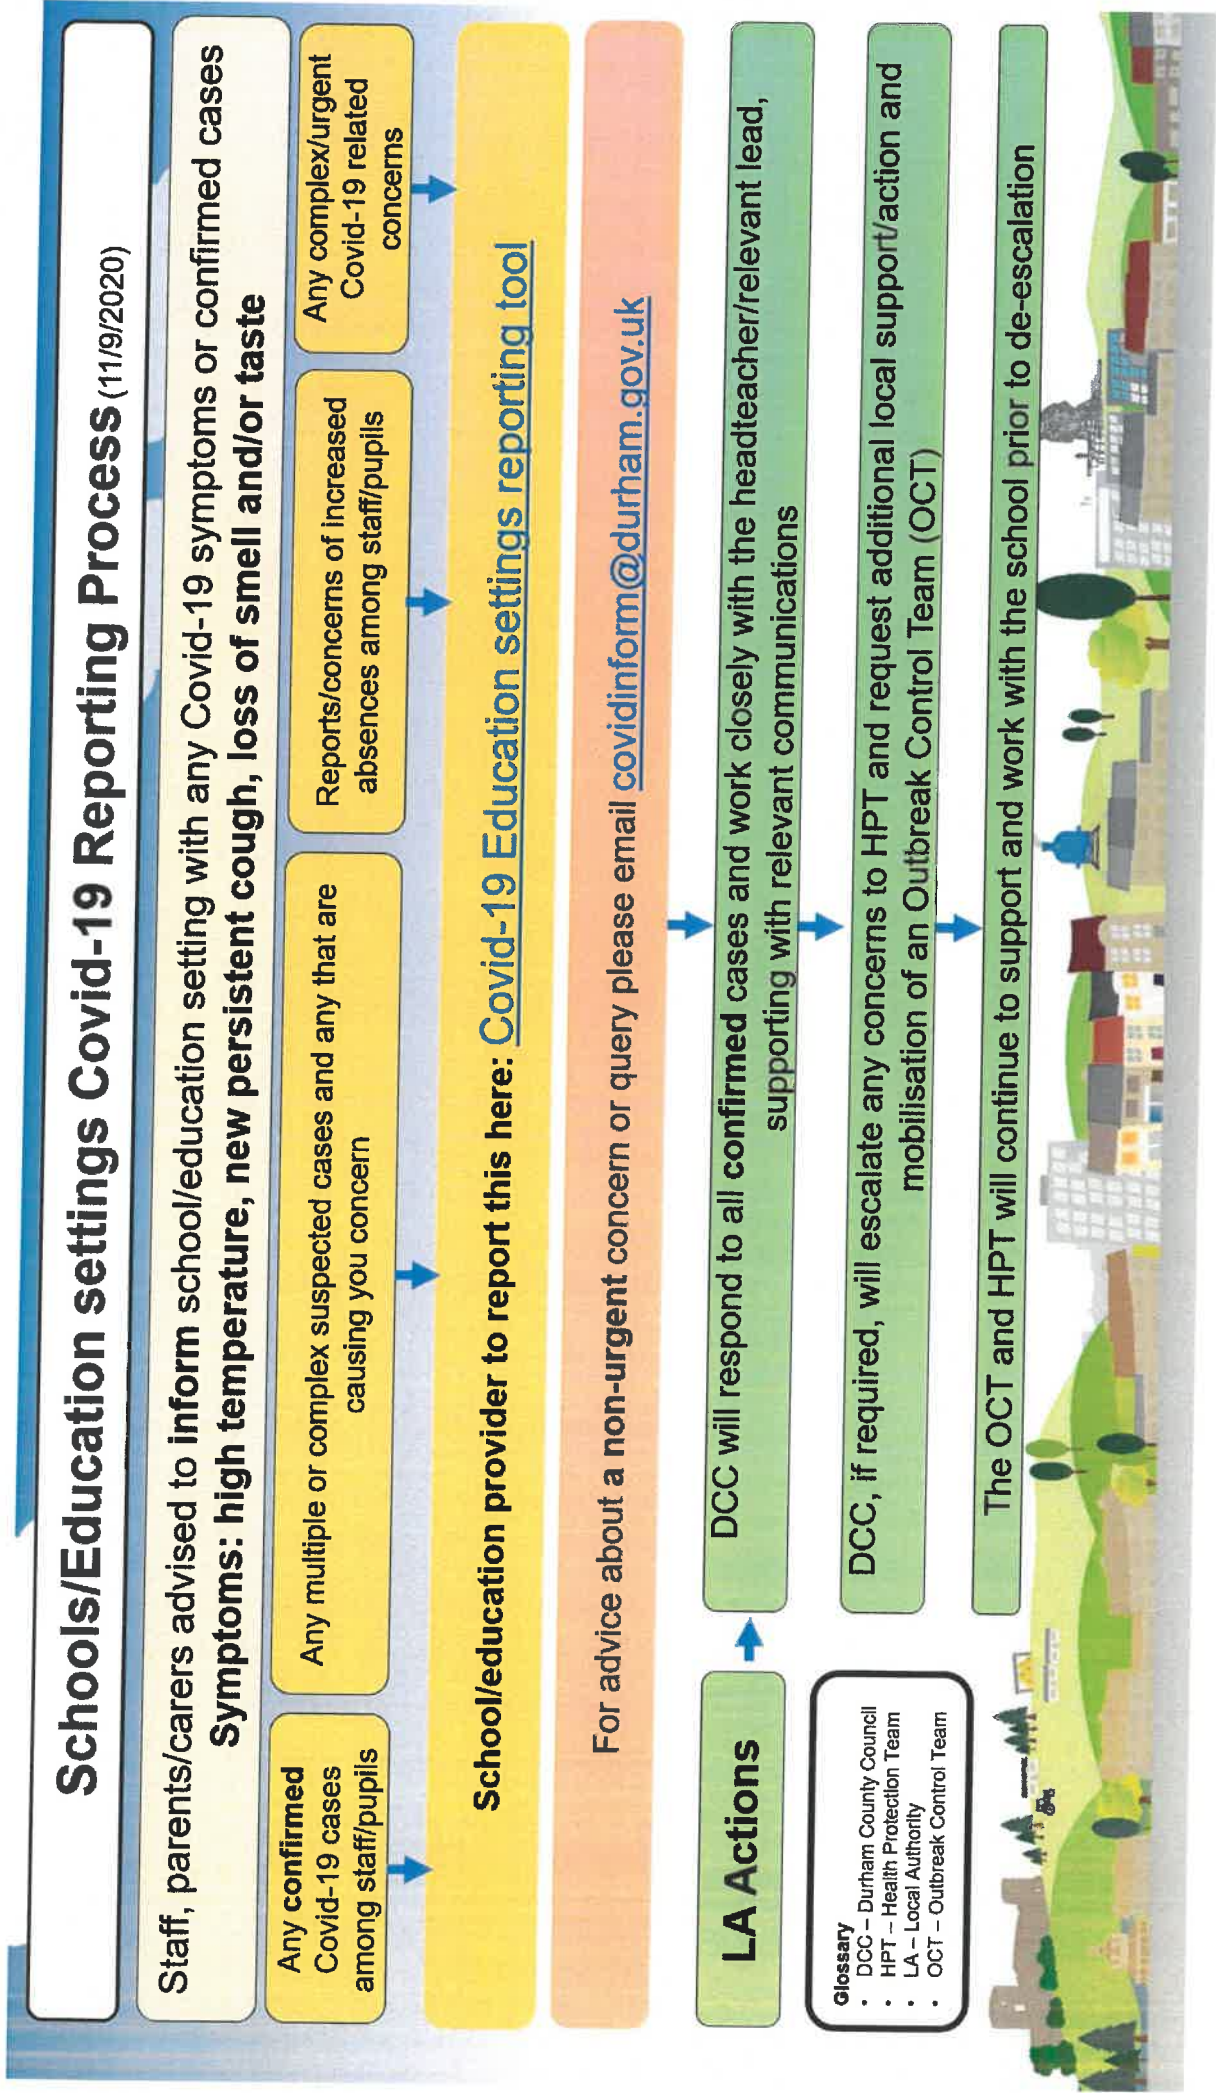 Schools/Education settings Covid-19 Reporting Process (11/9/2020)
Staff, parents/carers advised to inform school/education setting with any Covid-19 symptoms or confirmed cases
Symptoms: high temperature, new persistent cough, loss of smell and/or taste
Any confirmed
Covid-19 cases
among staff/pupils
Any multiple or complex suspected cases and any that are
causing you concern
Reports/concerns of increased
absences among staff/pupils
Any complex/urgent
Covid-19 related
concerns
School/education provider to report this here: Covid-19 Education settings reporting tool
For advice about a non-urgent concern or query please email covidinform@durham.gov.uk
LA Actions
DCC will respond to all confirmed cases and work closely with the headteacher/relevant lead,
supporting with relevant communications
DCC, if required, will escalate any concerns to HPT and request additional local support/action and
mobilisation of an Outbreak Control Team (OCT)
The OCT and HPT will continue to support and work with the school prior to de-escalation
Glossary
• DCC – Durham County Council
• HPT – Health Protection Team
• LA – Local Authority
• OCT – Outbreak Control Team